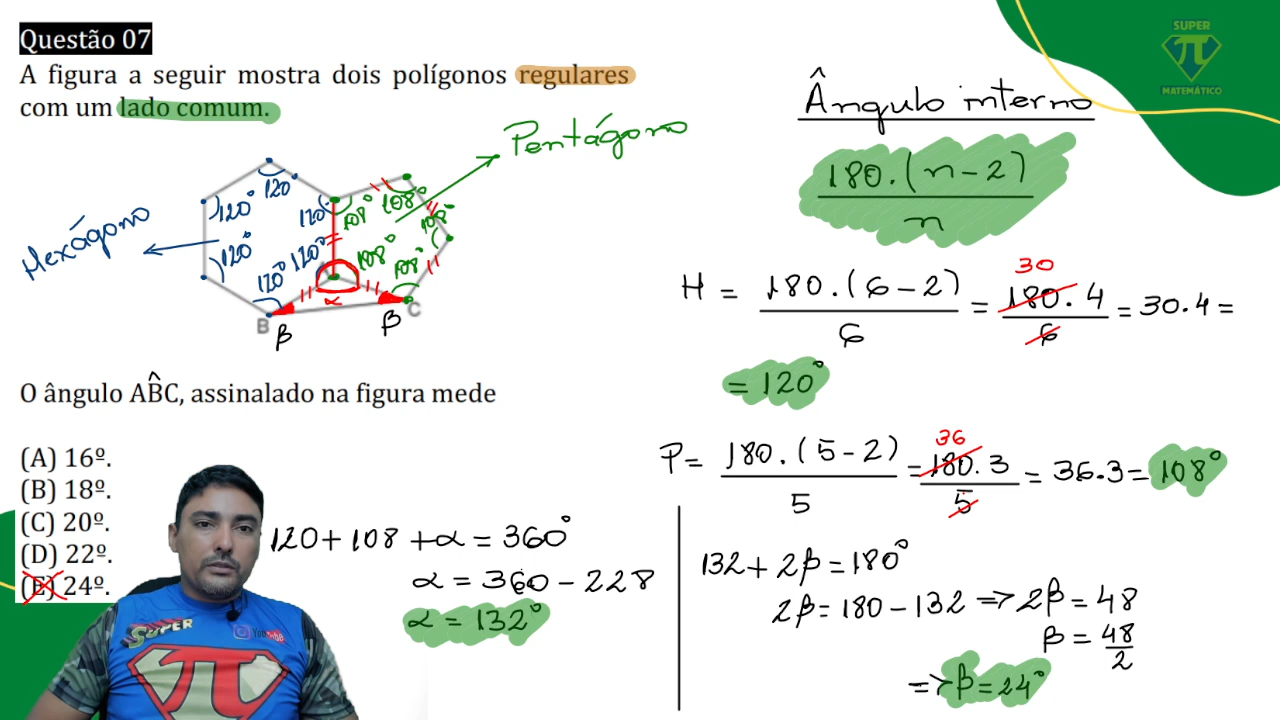 Questão 07
A figura a seguir mostra dois polígonos regulares
com um lado comum.
SUPER
π
MATEMÁTICO
Ângulo interno
180.(n-2)
n
Pentágono
Hexágono
120
120°
120°
108°
108°
108°
120°
120°
108°
120°
108°
α
B
β
β
C
H = 180.(6-2) = 180.4 = 30.4 =
30
6
6
= 120°
O ângulo AB̂C, assinalado na figura mede
(A) 16º.
(B) 18º.
(C) 20º.
(D) 22º.
(E) 24º.
P = 180.(5-2) = 180.3 = 36.3 = 108°
36
5
5
120+108+α=360°
α=360-228
α=132°
132+2β=180°
2β=180-132 => 2β=48
β=48
2
=> β=24°
SUPER
YouTube
π